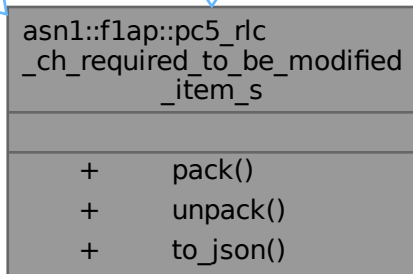 asn1::f1ap::pc5_rlc
_ch_required_to_be_modified
_item_s
+ pack()
+ unpack()
+ to_json()